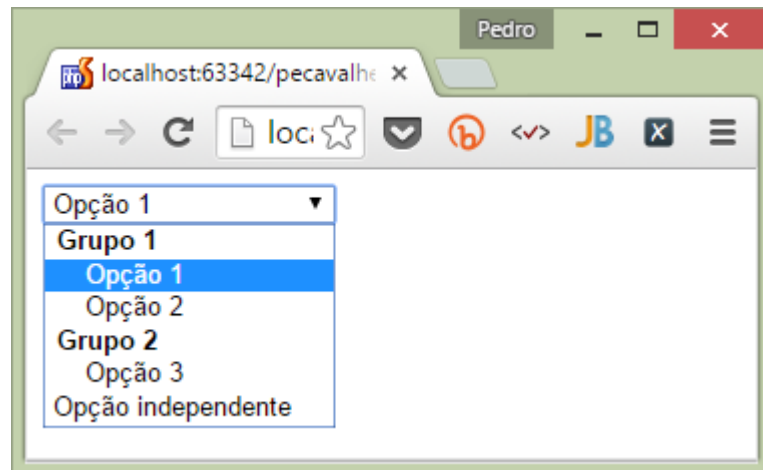 Pedro
localhost:63342/pecavalhe
loc
JB
X
Opção 1
Grupo 1
Opção 1
Opção 2
Grupo 2
Opção 3
Opção independente